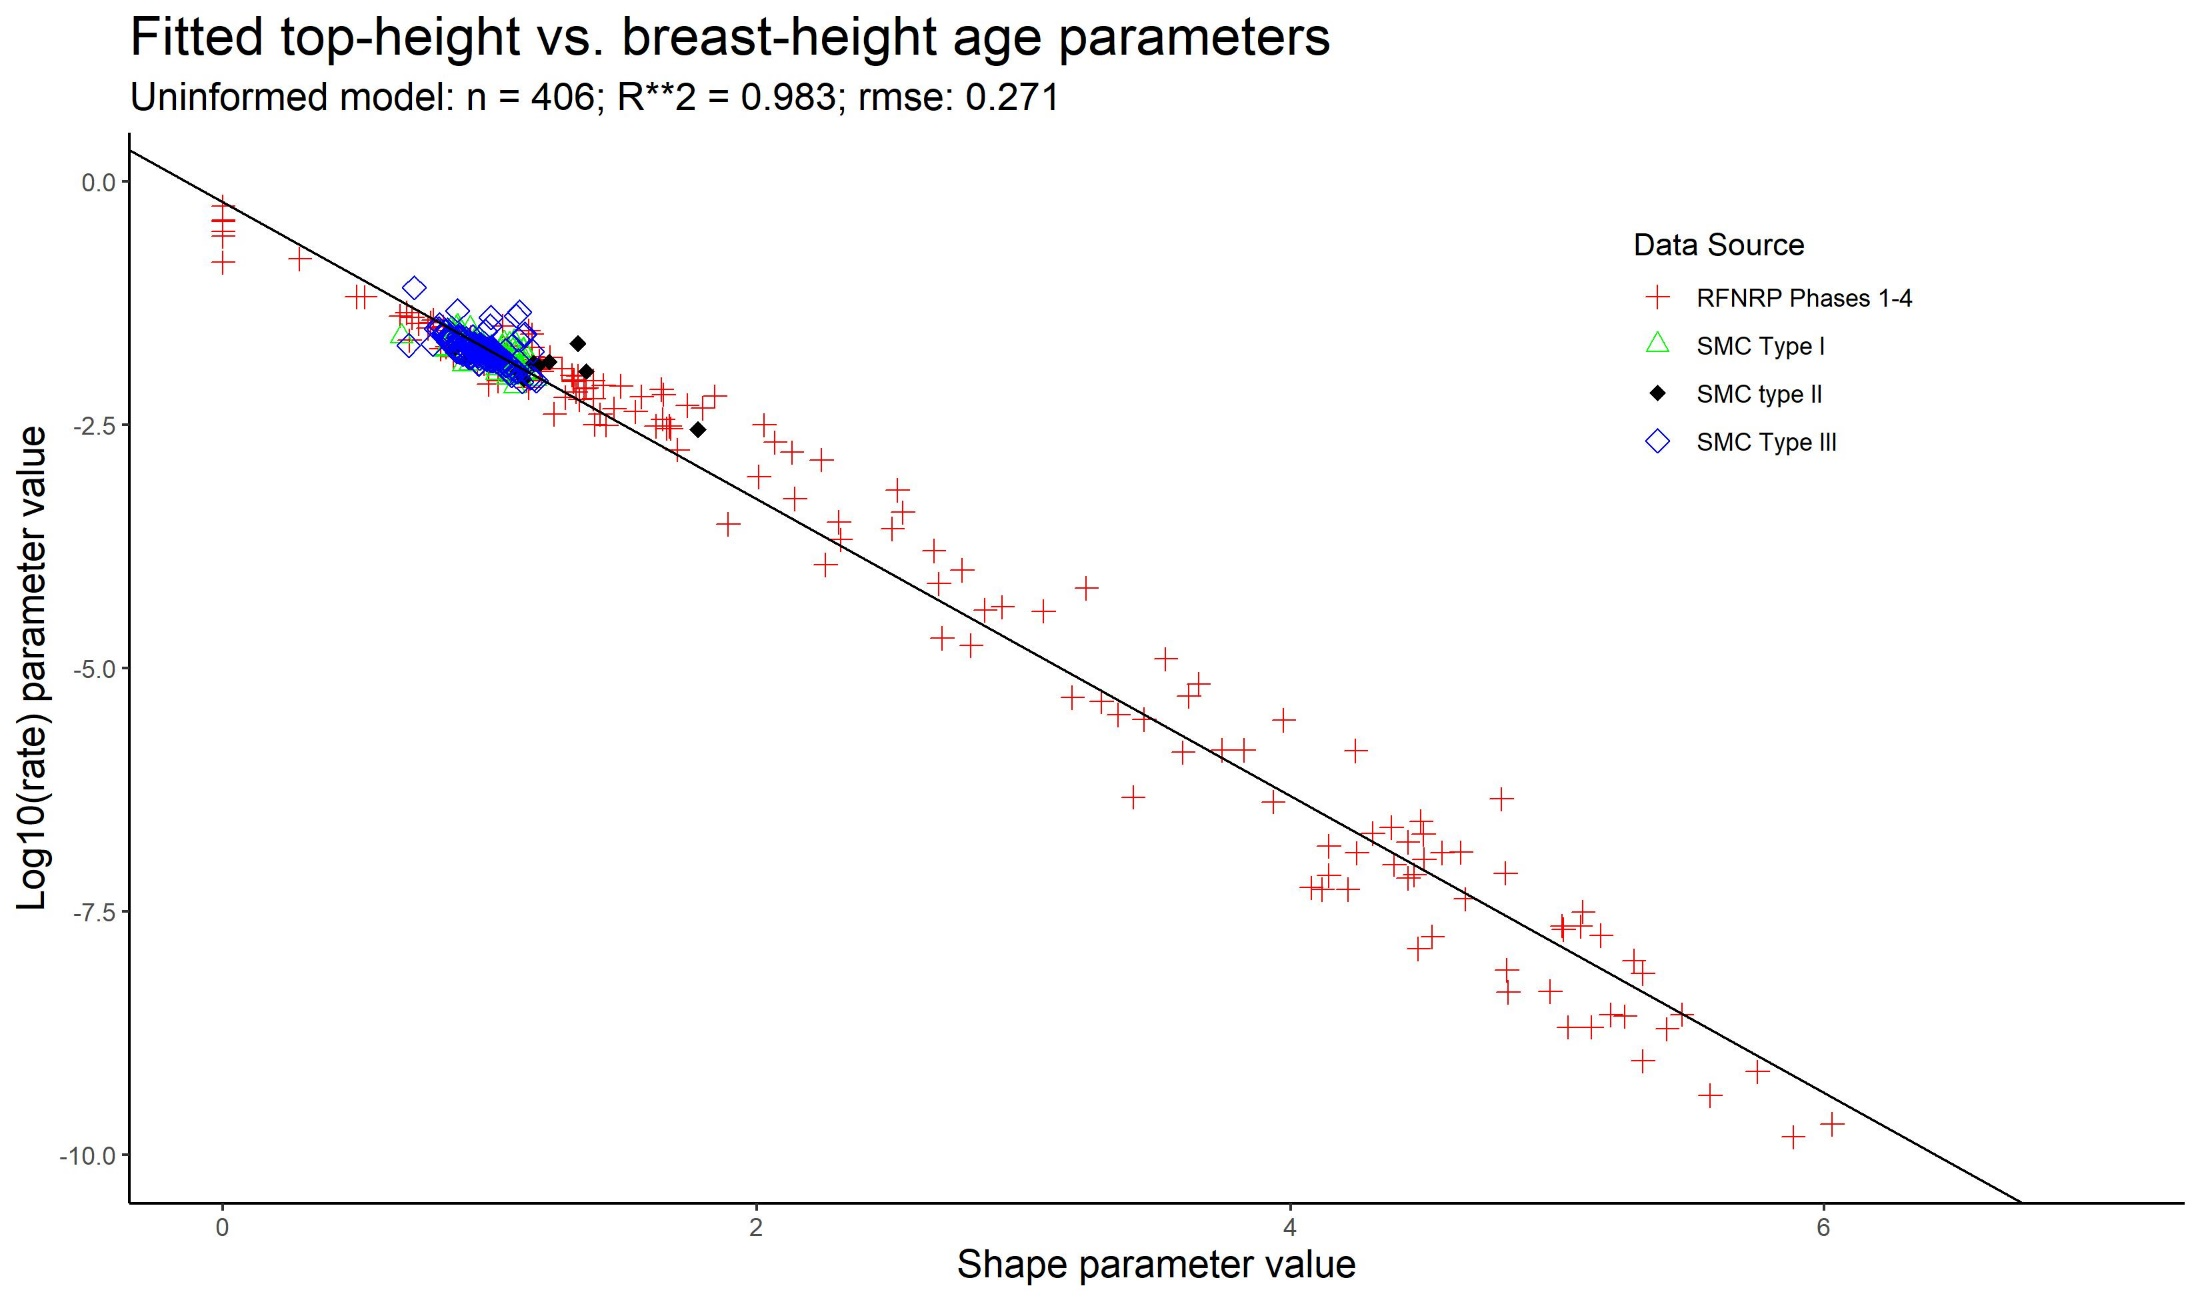 Fitted top-height vs. breast-height age parameters
Uninformed model: n = 406; R**2 = 0.983; rmse: 0.271
Log10(rate) parameter value
0.0
-2.5
-5.0
-7.5
-10.0
Data Source
RFNRP Phases 1-4
SMC Type I
SMC type II
SMC Type III
0 2 4 6
Shape parameter value